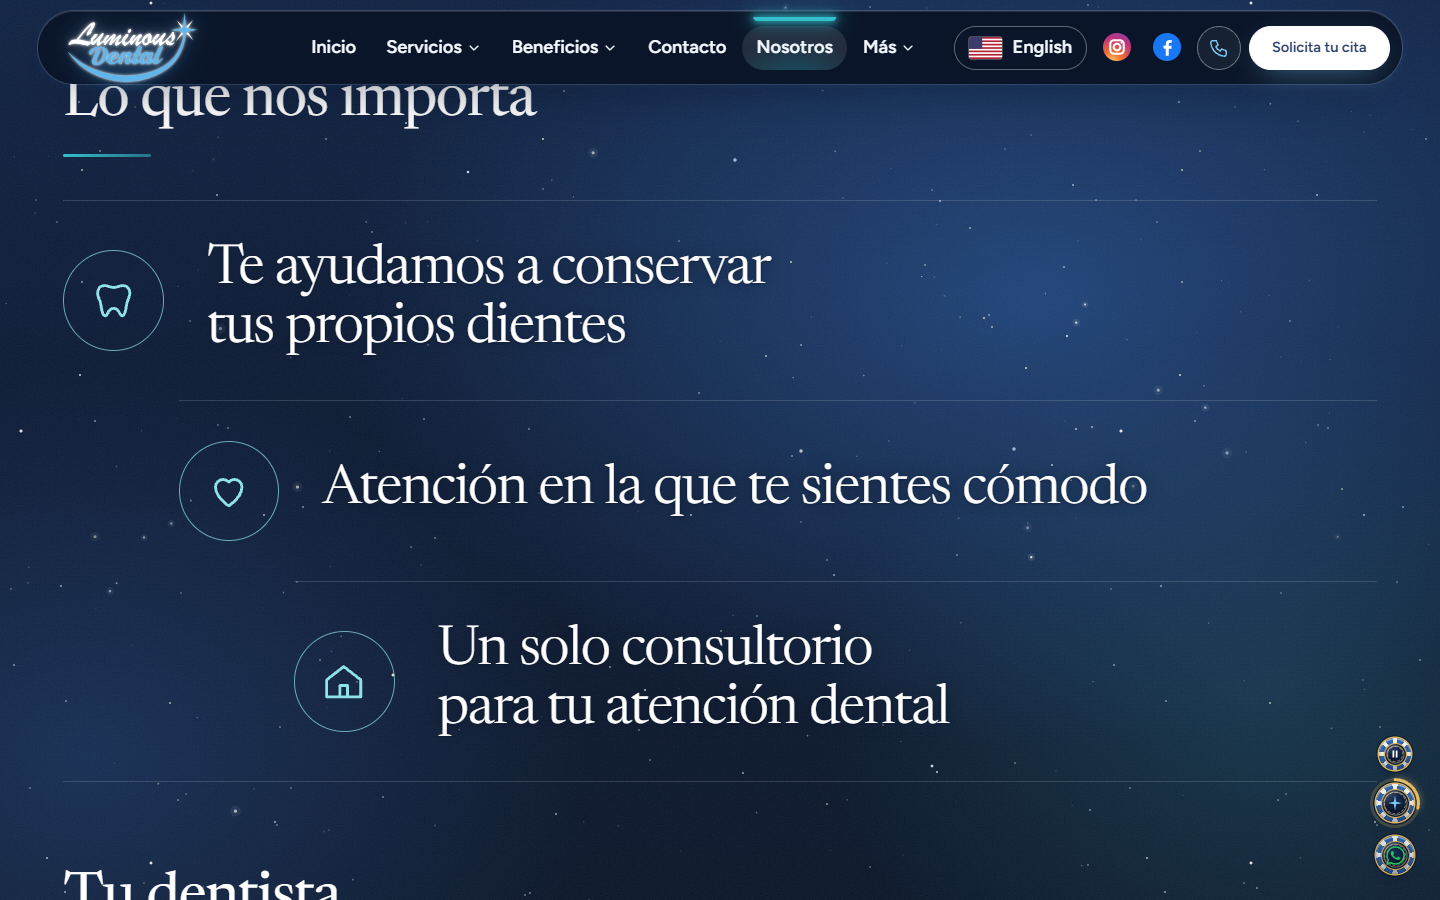 Luminous
Dental
Inicio
Servicios
Beneficios
Contacto
Nosotros
Más
English
Solicita tu cita
Lo que nos importa
Te ayudamos a conservar
tus propios dientes
Atención en la que te sientes cómodo
Un solo consultorio
para tu atención dental
Tu dentista